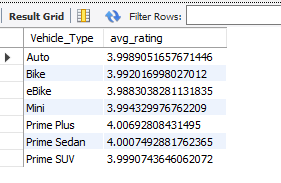 Result Grid Filter Rows:
Vehicle_Type avg_rating
Auto 3.9989051657671446
Bike 3.992016998027012
eBike 3.9883038281131835
Mini 3.994329976762209
Prime Plus 4.00692808431495
Prime Sedan 4.0007492881762365
Prime SUV 3.9990743646062072